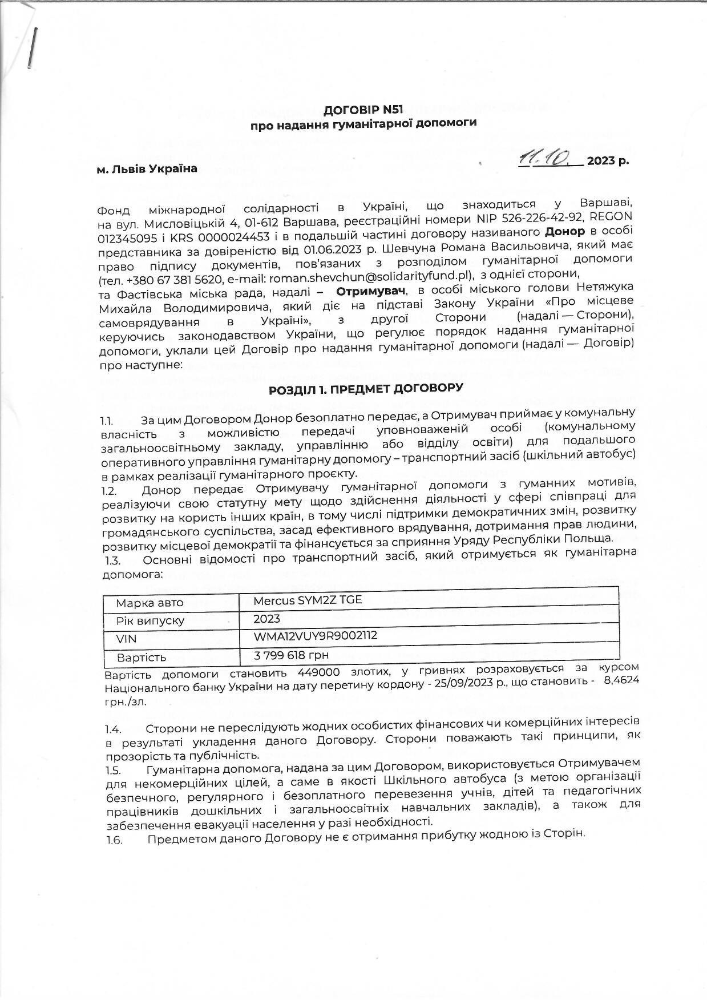 ДОГОВІР N51
про надання гуманітарної допомоги
11.10. 2023 р.
м. Львів Україна
Фонд міжнародної солідарності в Україні, що знаходиться у Варшаві,
на вул. Мисловіцькій 4, 01-612 Варшава, реєстраційні номери NIP 526-226-42-92, REGON
012345095 і KRS 0000024453 і в подальшій частині договору називаного Донор в особі
представника за довіреністю від 01.06.2023 р. Шевчуна Романа Васильовича, який має
право підпису документів, пов’язаних з розподілом гуманітарної допомоги
(тел. +380 67 381 5620, e-mail: roman.shevchun@solidarityfund.pl), з однієї сторони,
та Фастівська міська рада, надалі – Отримувач, в особі міського голови Нетяжука
Михайла Володимировича, який діє на підставі Закону України «Про місцеве
самоврядування в Україні», з другої Сторони (надалі — Сторони),
керуючись законодавством України, що регулює порядок надання гуманітарної
допомоги, уклали цей Договір про надання гуманітарної допомоги (надалі — Договір)
про наступне:
РОЗДІЛ 1. ПРЕДМЕТ ДОГОВОРУ
1.1. За цим Договором Донор безоплатно передає, а Отримувач приймає у комунальну
власність з можливістю передачі уповноваженій особі (комунальному
загальноосвітньому закладу, управлінню або відділу освіти) для подальшого
оперативного управління гуманітарну допомогу – транспортний засіб (шкільний автобус)
в рамках реалізації гуманітарного проєкту.
1.2. Донор передає Отримувачу гуманітарної допомоги з гуманних мотивів,
реалізуючи свою статутну мету щодо здійснення діяльності у сфері співпраці для
розвитку на користь інших країн, в тому числі підтримки демократичних змін, розвитку
громадянського суспільства, засад ефективного врядування, дотримання прав людини,
розвитку місцевої демократії та фінансується за сприяння Уряду Республіки Польща.
1.3. Основні відомості про транспортний засіб, який отримується як гуманітарна
допомога:
Марка авто Mercus SYM2Z TGE
Рік випуску 2023
VIN WMA12VUY9R9002112
Вартість 3 799 618 грн
Вартість допомоги становить 449000 злотих, у гривнях розраховується за курсом
Національного банку України на дату перетину кордону - 25/09/2023 р., що становить - 8,4624
грн./зл.
1.4. Сторони не переслідують жодних особистих фінансових чи комерційних інтересів
в результаті укладення даного Договору. Сторони поважають такі принципи, як
прозорість та публічність.
1.5. Гуманітарна допомога, надана за цим Договором, використовується Отримувачем
для некомерційних цілей, а саме в якості Шкільного автобуса (з метою організації
безпечного, регулярного і безоплатного перевезення учнів, дітей та педагогічних
працівників дошкільних і загальноосвітніх навчальних закладів), а також для
забезпечення евакуації населення у разі необхідності.
1.6. Предметом даного Договору не є отримання прибутку жодною із Сторін.